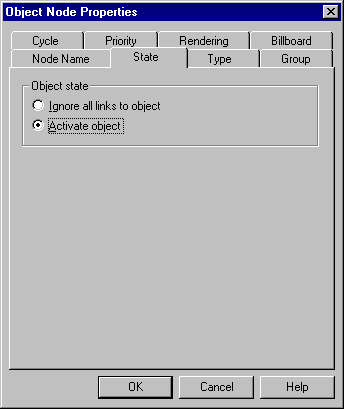 Object Node Properties
Cycle Priority Rendering Billboard
Node Name State Type Group
Object state
Ignore all links to object
Activate object
OK Cancel Help